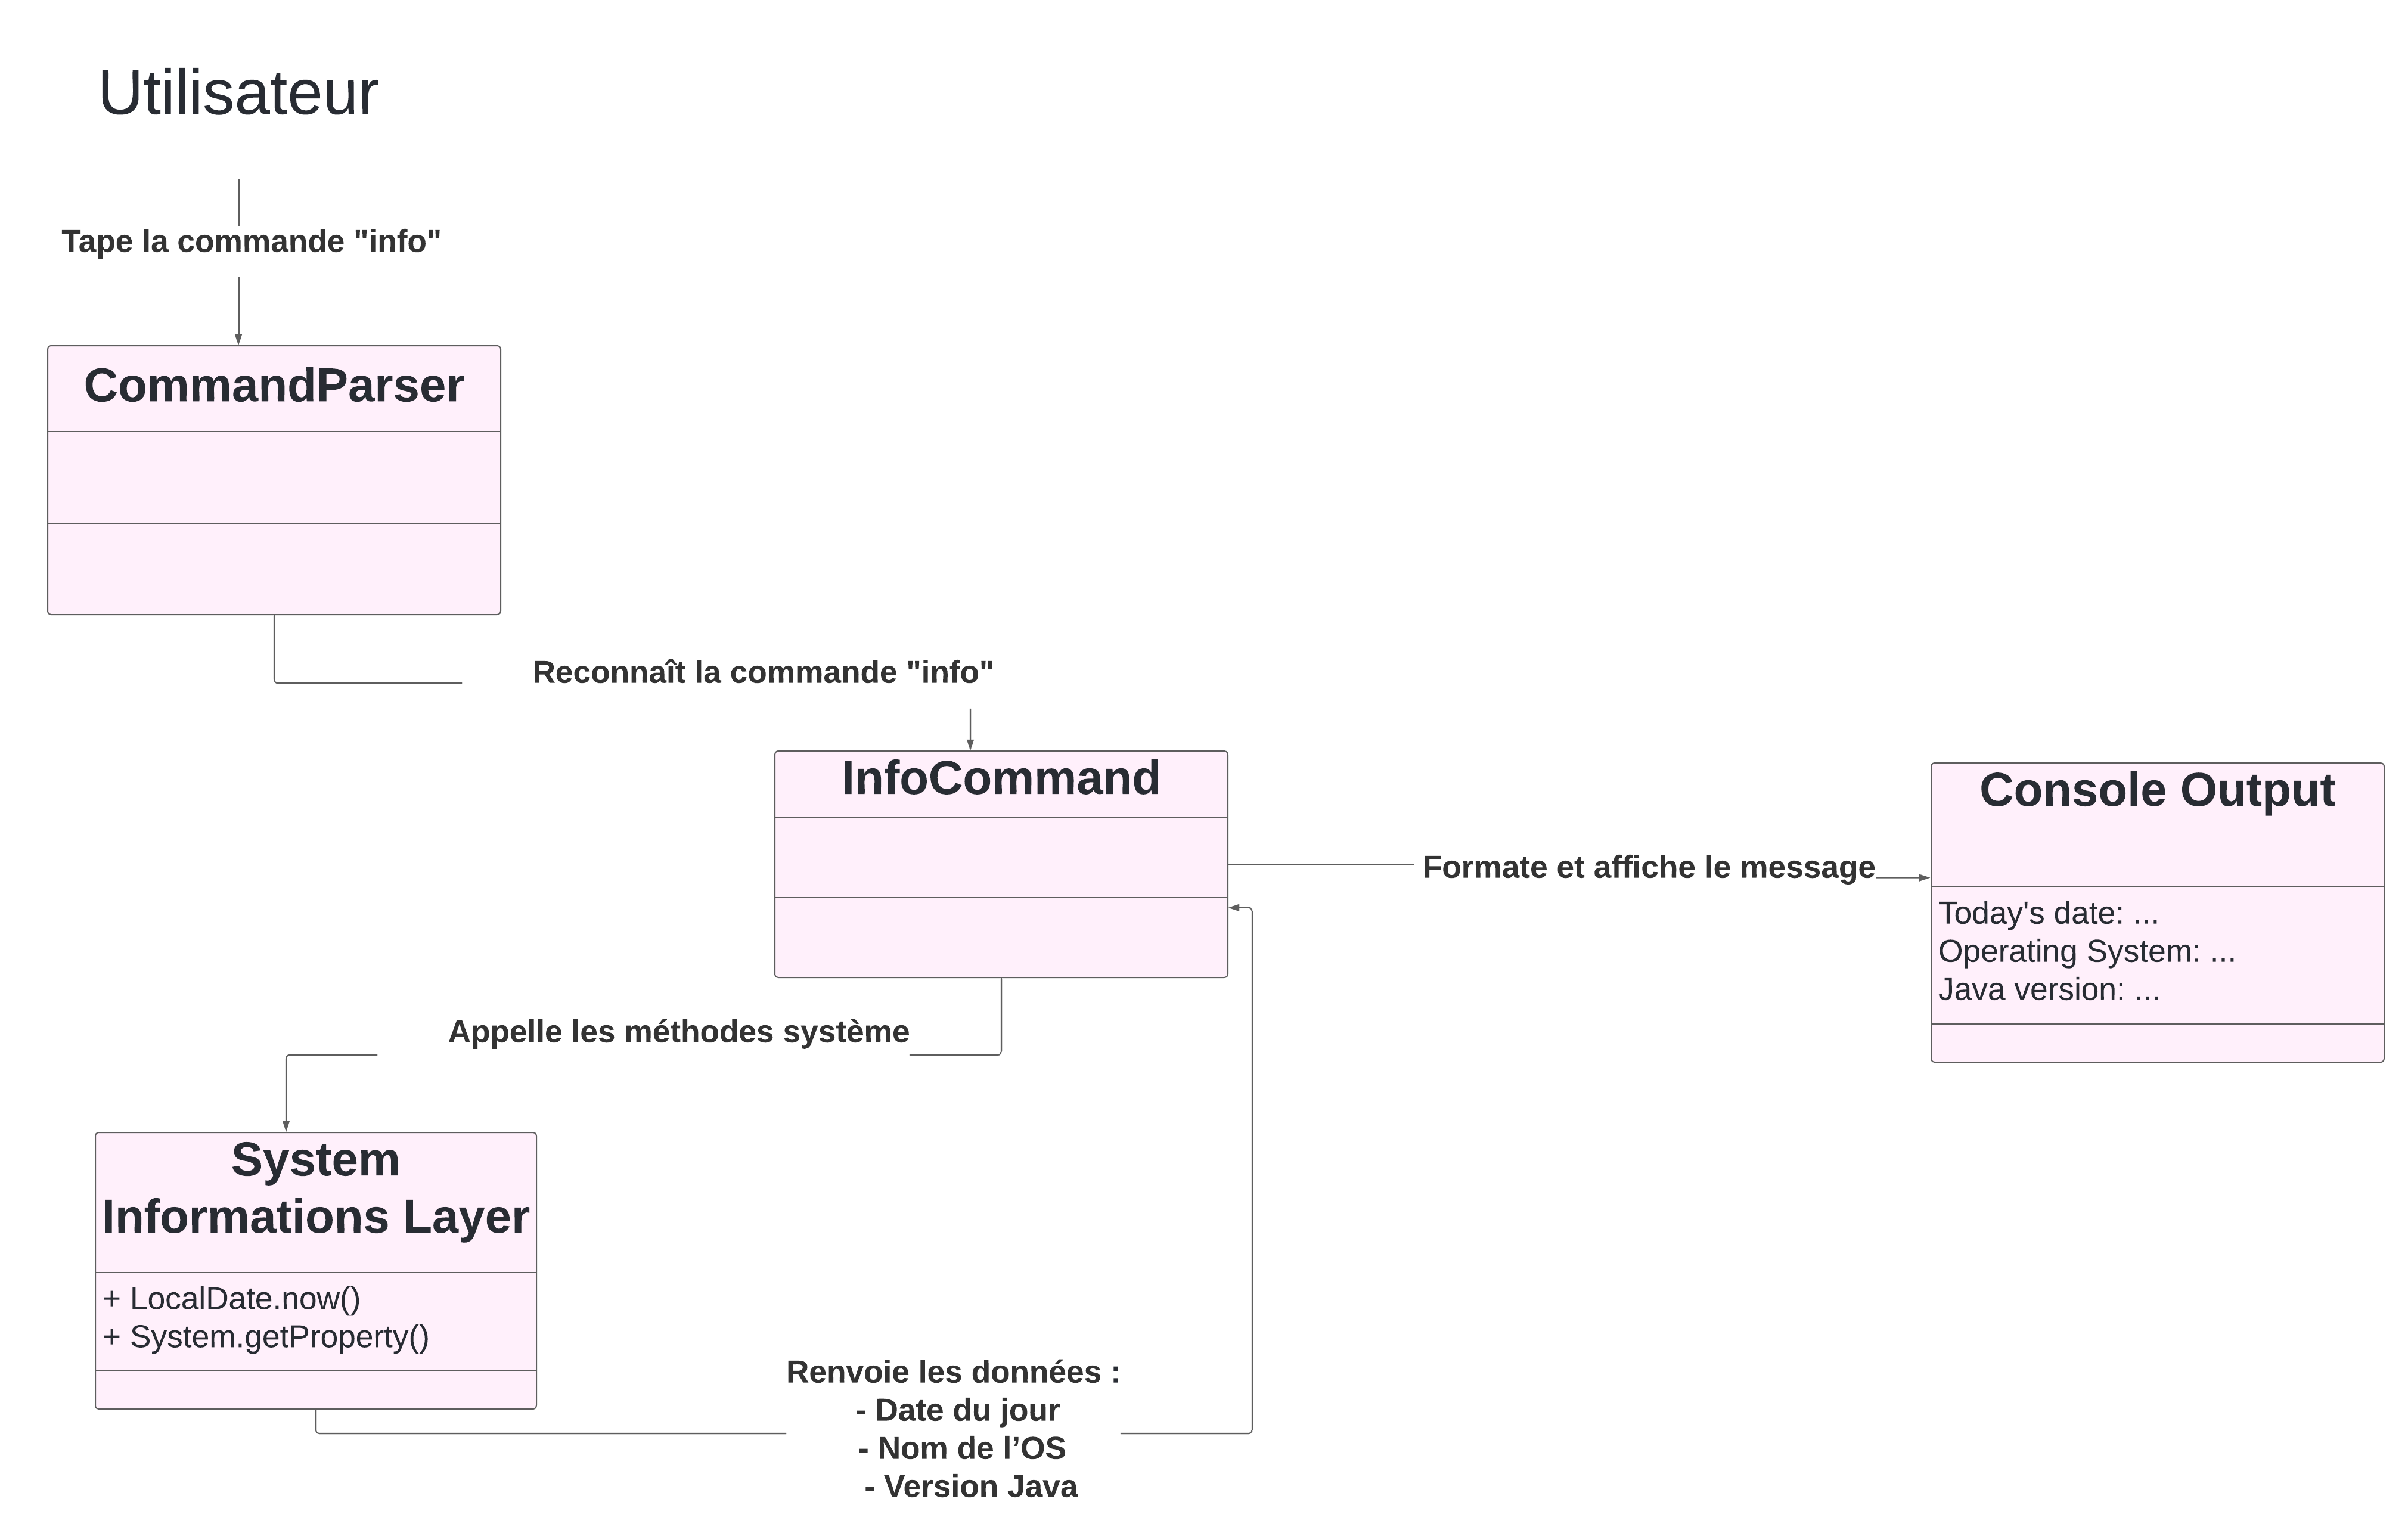 Utilisateur
Tape la commande "info"
CommandParser
Reconnaît la commande "info"
InfoCommand
Console Output
Formate et affiche le message
Today's date: ...
Operating System: ...
Java version: ...
Appelle les méthodes système
System
Informations Layer
+ LocalDate.now()
+ System.getProperty()
Renvoie les données :
- Date du jour
- Nom de l’OS
- Version Java